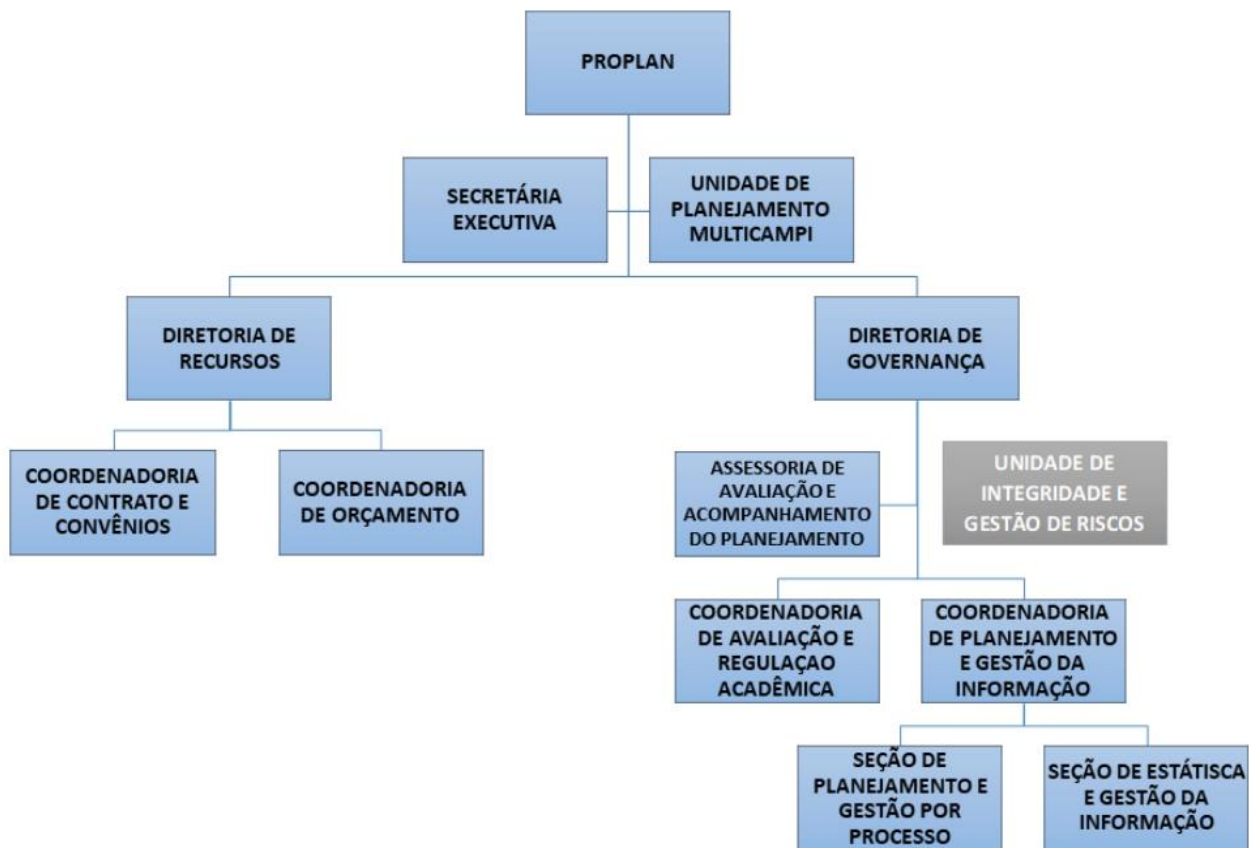 PROPLAN
SECRETÁRIA
EXECUTIVA
UNIDADE DE
PLANEJAMENTO
MULTICAMPI
DIRETORIA DE
RECURSOS
DIRETORIA DE
GOVERNANÇA
COORDENADORIA
DE CONTRATO E
CONVÊNIOS
COORDENADORIA
DE ORÇAMENTO
ASSESSORIA DE
AVALIAÇÃO E
ACOMPANHAMENTO
DO PLANEJAMENTO
UNIDADE DE
INTEGRIDADE E
GESTÃO DE RISCOS
COORDENADORIA
DE AVALIAÇÃO E
REGULAÇAO
ACADÊMICA
COORDENADORIA
DE PLANEJAMENTO
E GESTÃO DA
INFORMAÇÃO
SEÇÃO DE
PLANEJAMENTO E
GESTÃO POR
PROCESSO
SEÇÃO DE ESTÁTISCA
E GESTÃO DA
INFORMAÇÃO